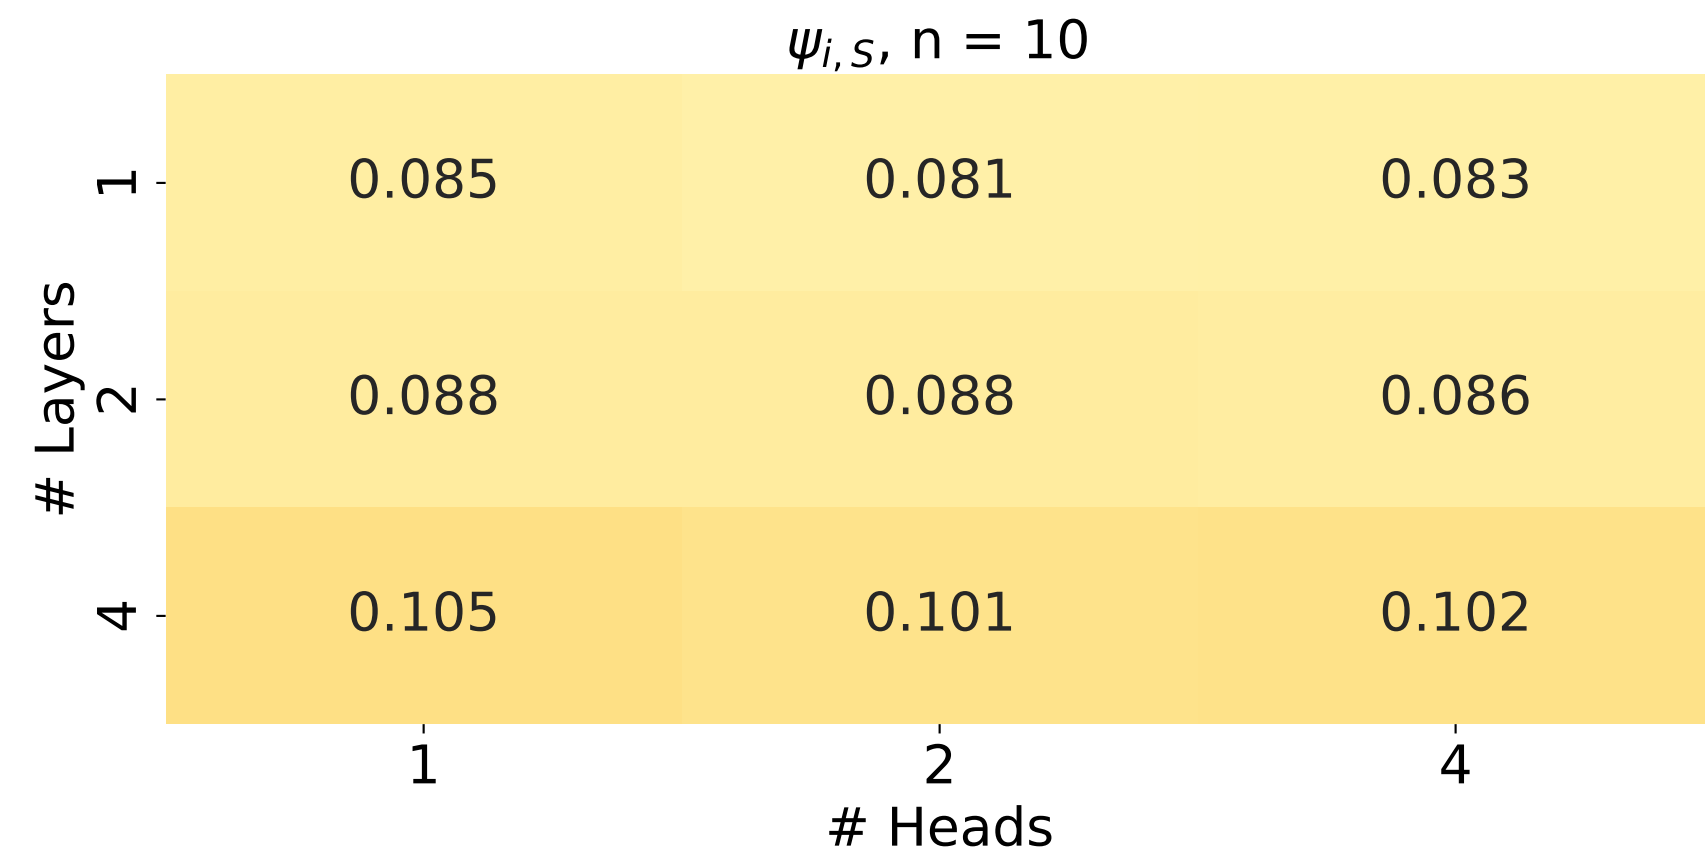 ψi, S, n = 10
# Layers
1 0.085 0.081 0.083
2 0.088 0.088 0.086
4 0.105 0.101 0.102
1 2 4
# Heads